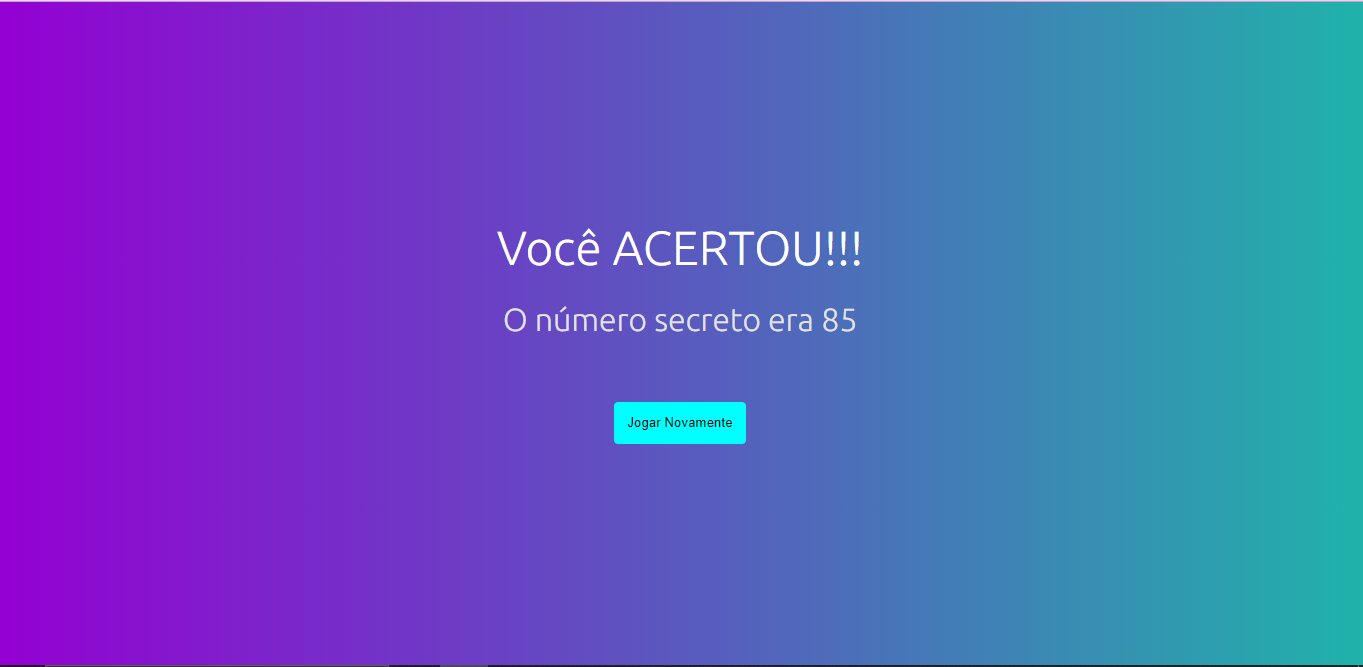 Você ACERTOU!!!
O número secreto era 85
Jogar Novamente